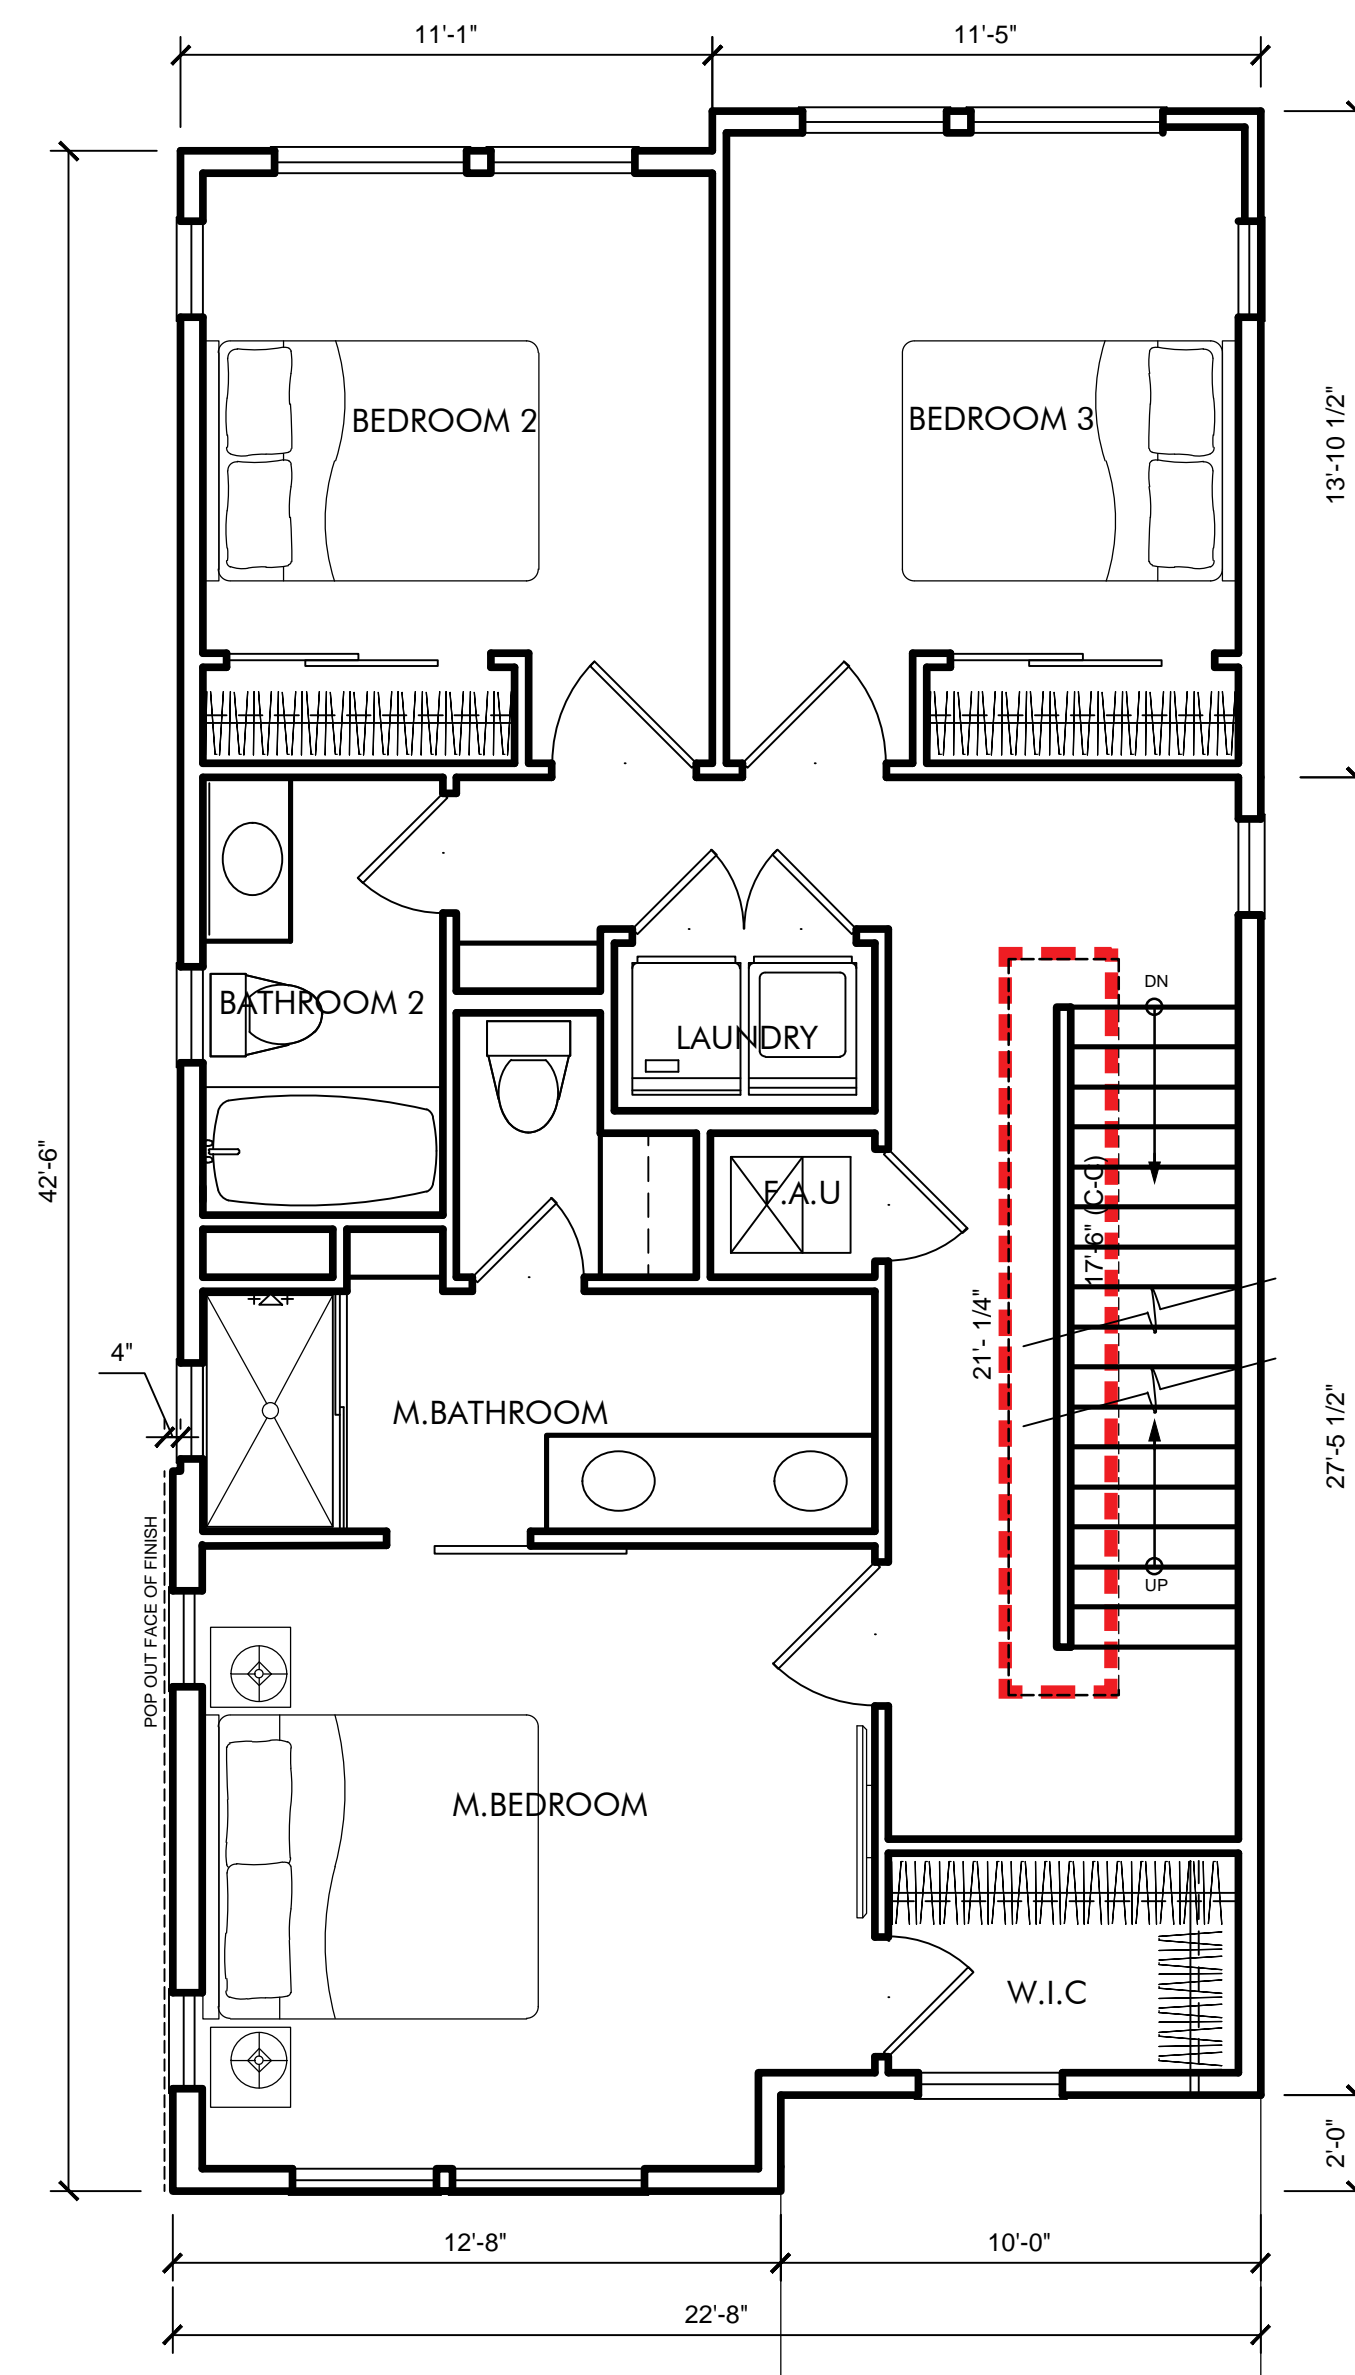 11'-1"
11'-5"
13'-10 1/2"
BEDROOM 2
BEDROOM 3
DN
BATHROOM 2
LAUNDRY
42'-6"
F.A.U
17'-6" (C-C)
21'- 1/4"
4"
M.BATHROOM
27'-5 1/2"
UP
POP OUT FACE OF FINISH
M.BEDROOM
W.I.C
2'-0"
12'-8"
10'-0"
22'-8"